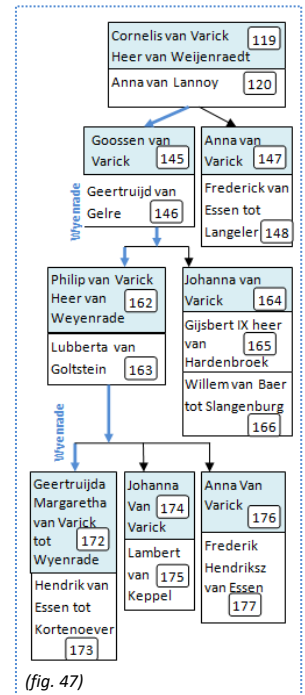 Cornelis van Varick 119
Heer van Weijenraedt
Anna van Lannoy 120
Goossen van
Varick 145
Geertruijd van
Gelre 146
Anna van
Varick 147
Frederick van
Essen tot
Langeler 148
Wyenrade
Philip van Varick
Heer van 162
Weyenrade
Lubberta van
Goltstein 163
Johanna van
Varick 164
Gijsbert IX heer
van 165
Hardenbroek
Willem van Baer
tot Slangenburg
166
Wyenrade
Geertruijda
Margaretha
van Varick
tot 172
Wyenrade
Hendrik van
Essen tot
Kortenoever
173
Johanna
Van 174
Varick
Lambert
van 175
Keppel
Anna Van
Varick 176
Frederik
Hendriksz
van Essen
177
(fig. 47)